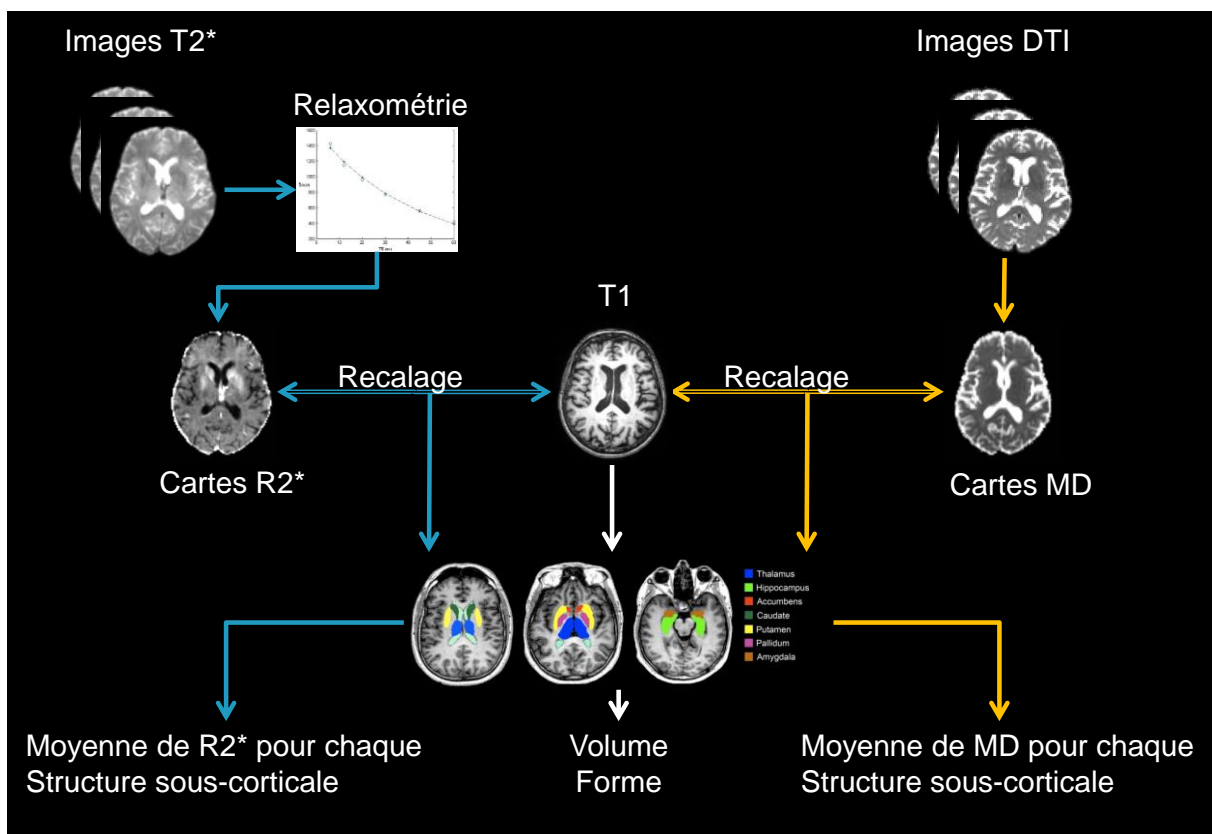 Images T2*
Images DTI
Relaxométrie
T1
Recalage
Recalage
Cartes R2*
Cartes MD
Thalamus
Hippocampus
Accumbens
Caudate
Putamen
Pallidum
Amygdala
Moyenne de R2* pour chaque
Structure sous-corticale
Volume
Forme
Moyenne de MD pour chaque
Structure sous-corticale